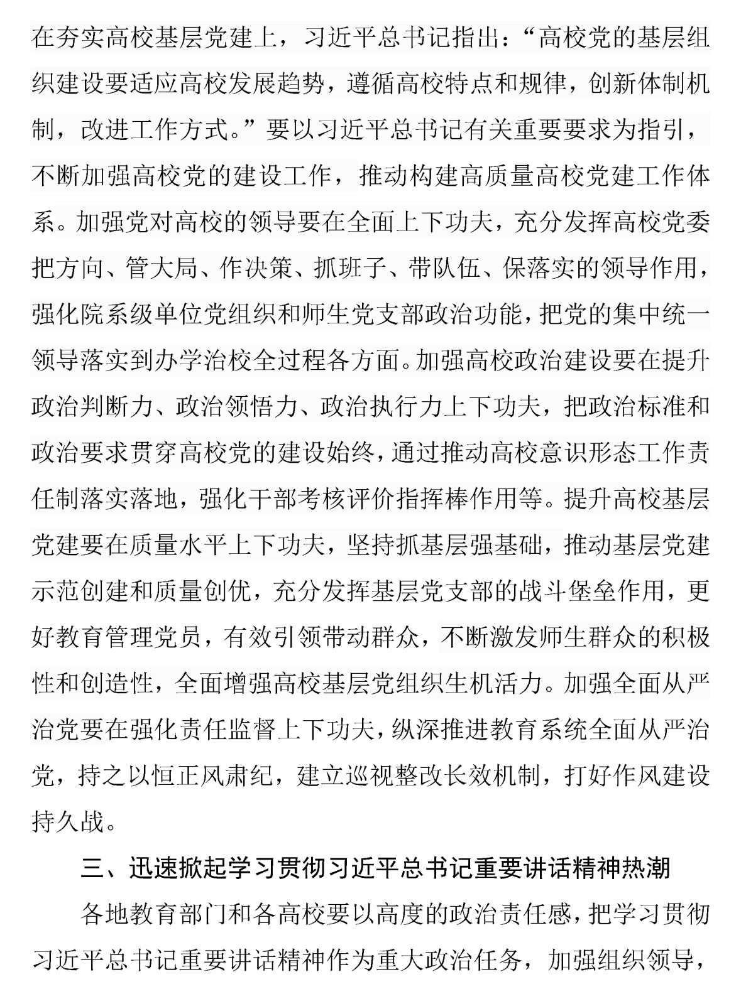 在夯实高校基层党建上，习近平总书记指出：“高校党的基层组
织建设要适应高校发展趋势，遵循高校特点和规律，创新体制机
制，改进工作方式。”要以习近平总书记有关重要要求为指引，
不断加强高校党的建设工作，推动构建高质量高校党建工作体
系。加强党对高校的领导要在全面上下功夫，充分发挥高校党委
把方向、管大局、作决策、抓班子、带队伍、保落实的领导作用，
强化院系级单位党组织和师生党支部政治功能，把党的集中统一
领导落实到办学治校全过程各方面。加强高校政治建设要在提升
政治判断力、政治领悟力、政治执行力上下功夫，把政治标准和
政治要求贯穿高校党的建设始终，通过推动高校意识形态工作责
任制落实落地，强化干部考核评价指挥棒作用等。提升高校基层
党建要在质量水平上下功夫，坚持抓基层强基础，推动基层党建
示范创建和质量创优，充分发挥基层党支部的战斗堡垒作用，更
好教育管理党员，有效引领带动群众，不断激发师生群众的积极
性和创造性，全面增强高校基层党组织生机活力。加强全面从严
治党要在强化责任监督上下功夫，纵深推进教育系统全面从严治
党，持之以恒正风肃纪，建立巡视整改长效机制，打好作风建设
持久战。
三、迅速掀起学习贯彻习近平总书记重要讲话精神热潮
各地教育部门和各高校要以高度的政治责任感，把学习贯彻
习近平总书记重要讲话精神作为重大政治任务，加强组织领导，